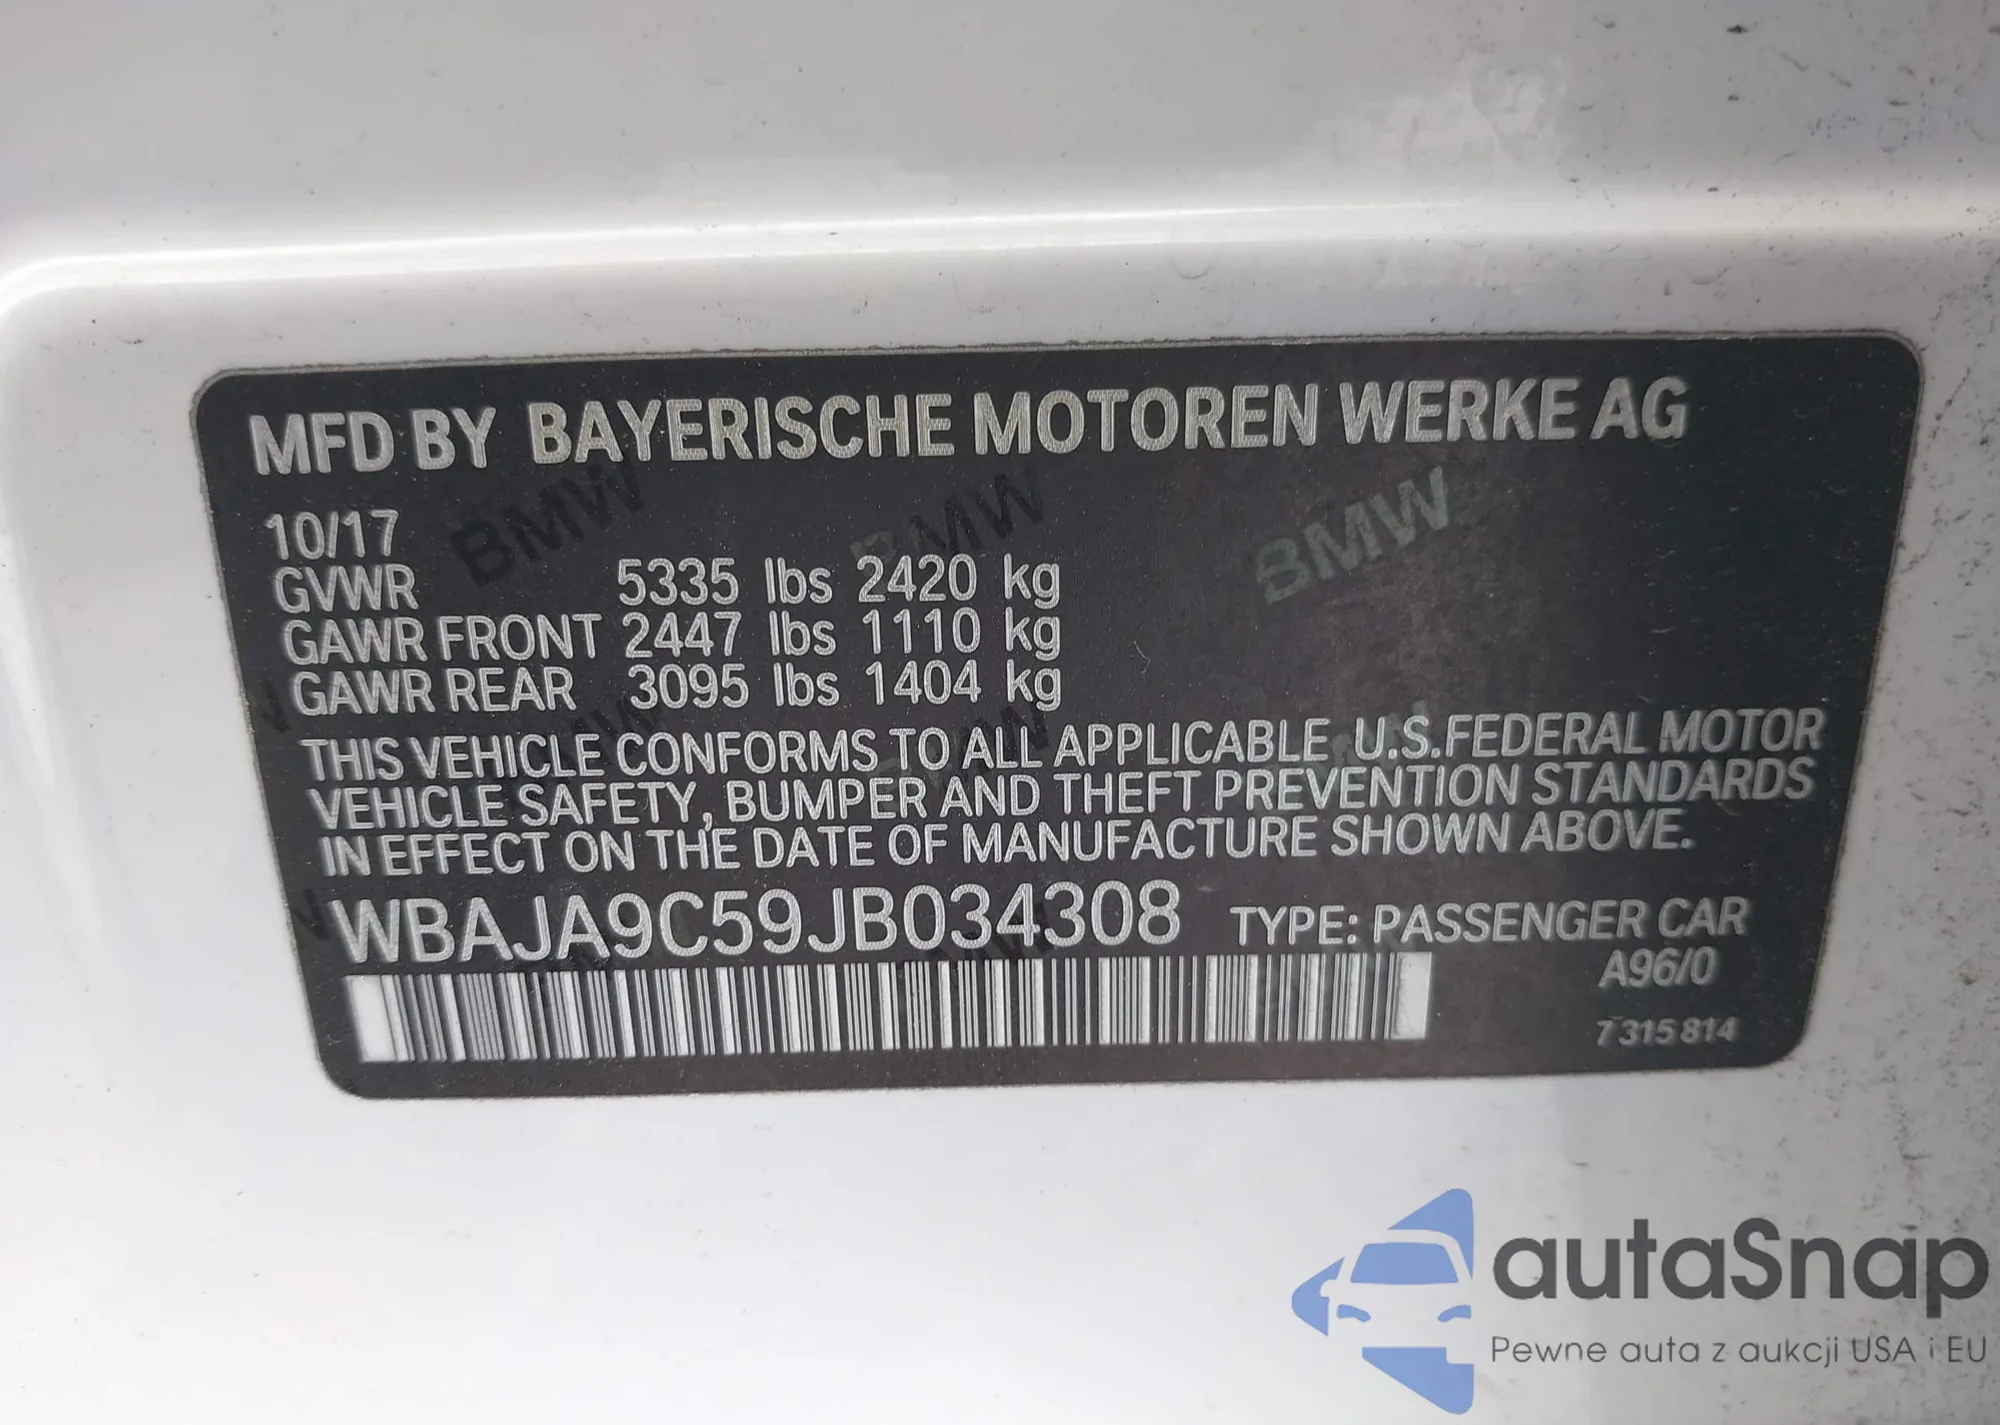 MFD BY BAYERISCHE MOTOREN WERKE AG
10/17
GVWR 5335 lbs 2420 kg
GAWR FRONT 2447 lbs 1110 kg
GAWR REAR 3095 lbs 1404 kg
THIS VEHICLE CONFORMS TO ALL APPLICABLE U.S.FEDERAL MOTOR
VEHICLE SAFETY, BUMPER AND THEFT PREVENTION STANDARDS
IN EFFECT ON THE DATE OF MANUFACTURE SHOWN ABOVE.
WBAJA9C59JB034308 TYPE: PASSENGER CAR
A96/0
7 315 814
BMW BMW BMW
autaSnap
Pewne auta z aukcji USA i EU